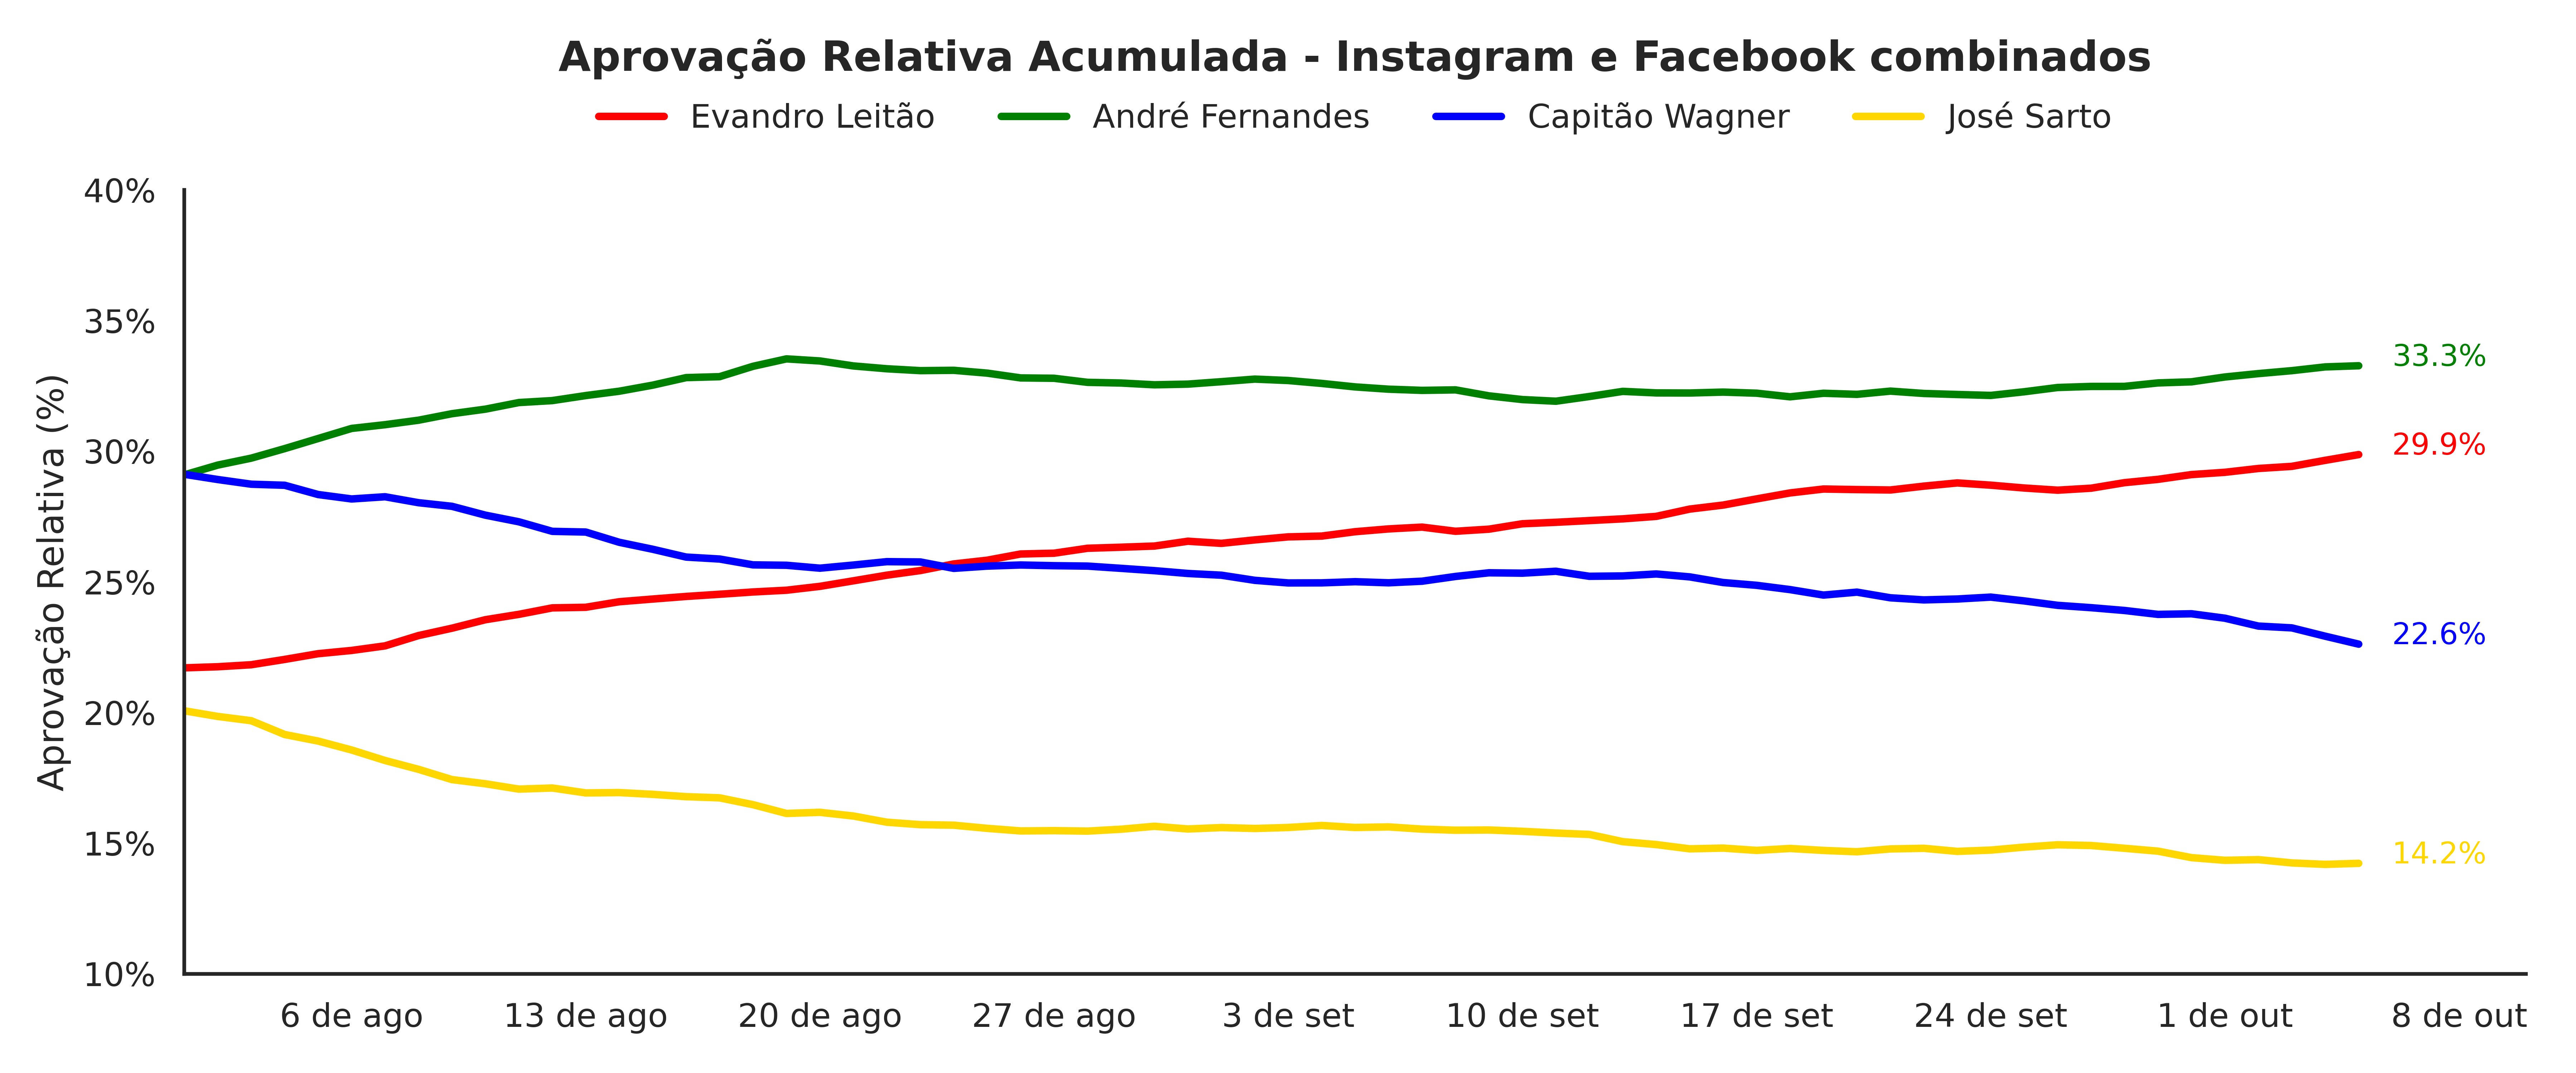 Aprovação Relativa Acumulada - Instagram e Facebook combinados
Evandro Leitão André Fernandes Capitão Wagner José Sarto
Aprovação Relativa (%)
40%
35%
30%
25%
20%
15%
10%
33.3%
29.9%
22.6%
14.2%
6 de ago 13 de ago 20 de ago 27 de ago 3 de set 10 de set 17 de set 24 de set 1 de out 8 de out